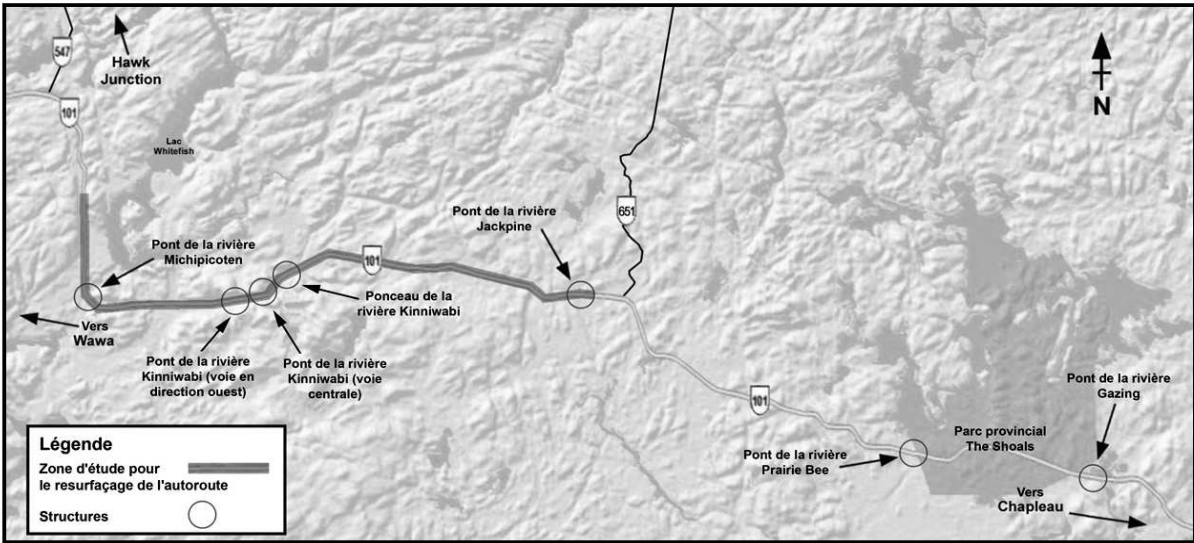 547
Hawk
Junction
101
Lac
Whitefish
N
651
Pont de la rivière
Jackpine
Pont de la rivière
Michipicoten
101
Ponceau de la
rivière Kinniwabi
Vers
Wawa
Pont de la rivière
Kinniwabi (voie en
direction ouest)
Pont de la rivière
Kinniwabi (voie
centrale)
Pont de la rivière
Gazing
101
Parc provincial
The Shoals
Pont de la rivière
Prairie Bee
Vers
Chapleau
Légende
Zone d'étude pour
le resurfaçage de l'autoroute
Structures